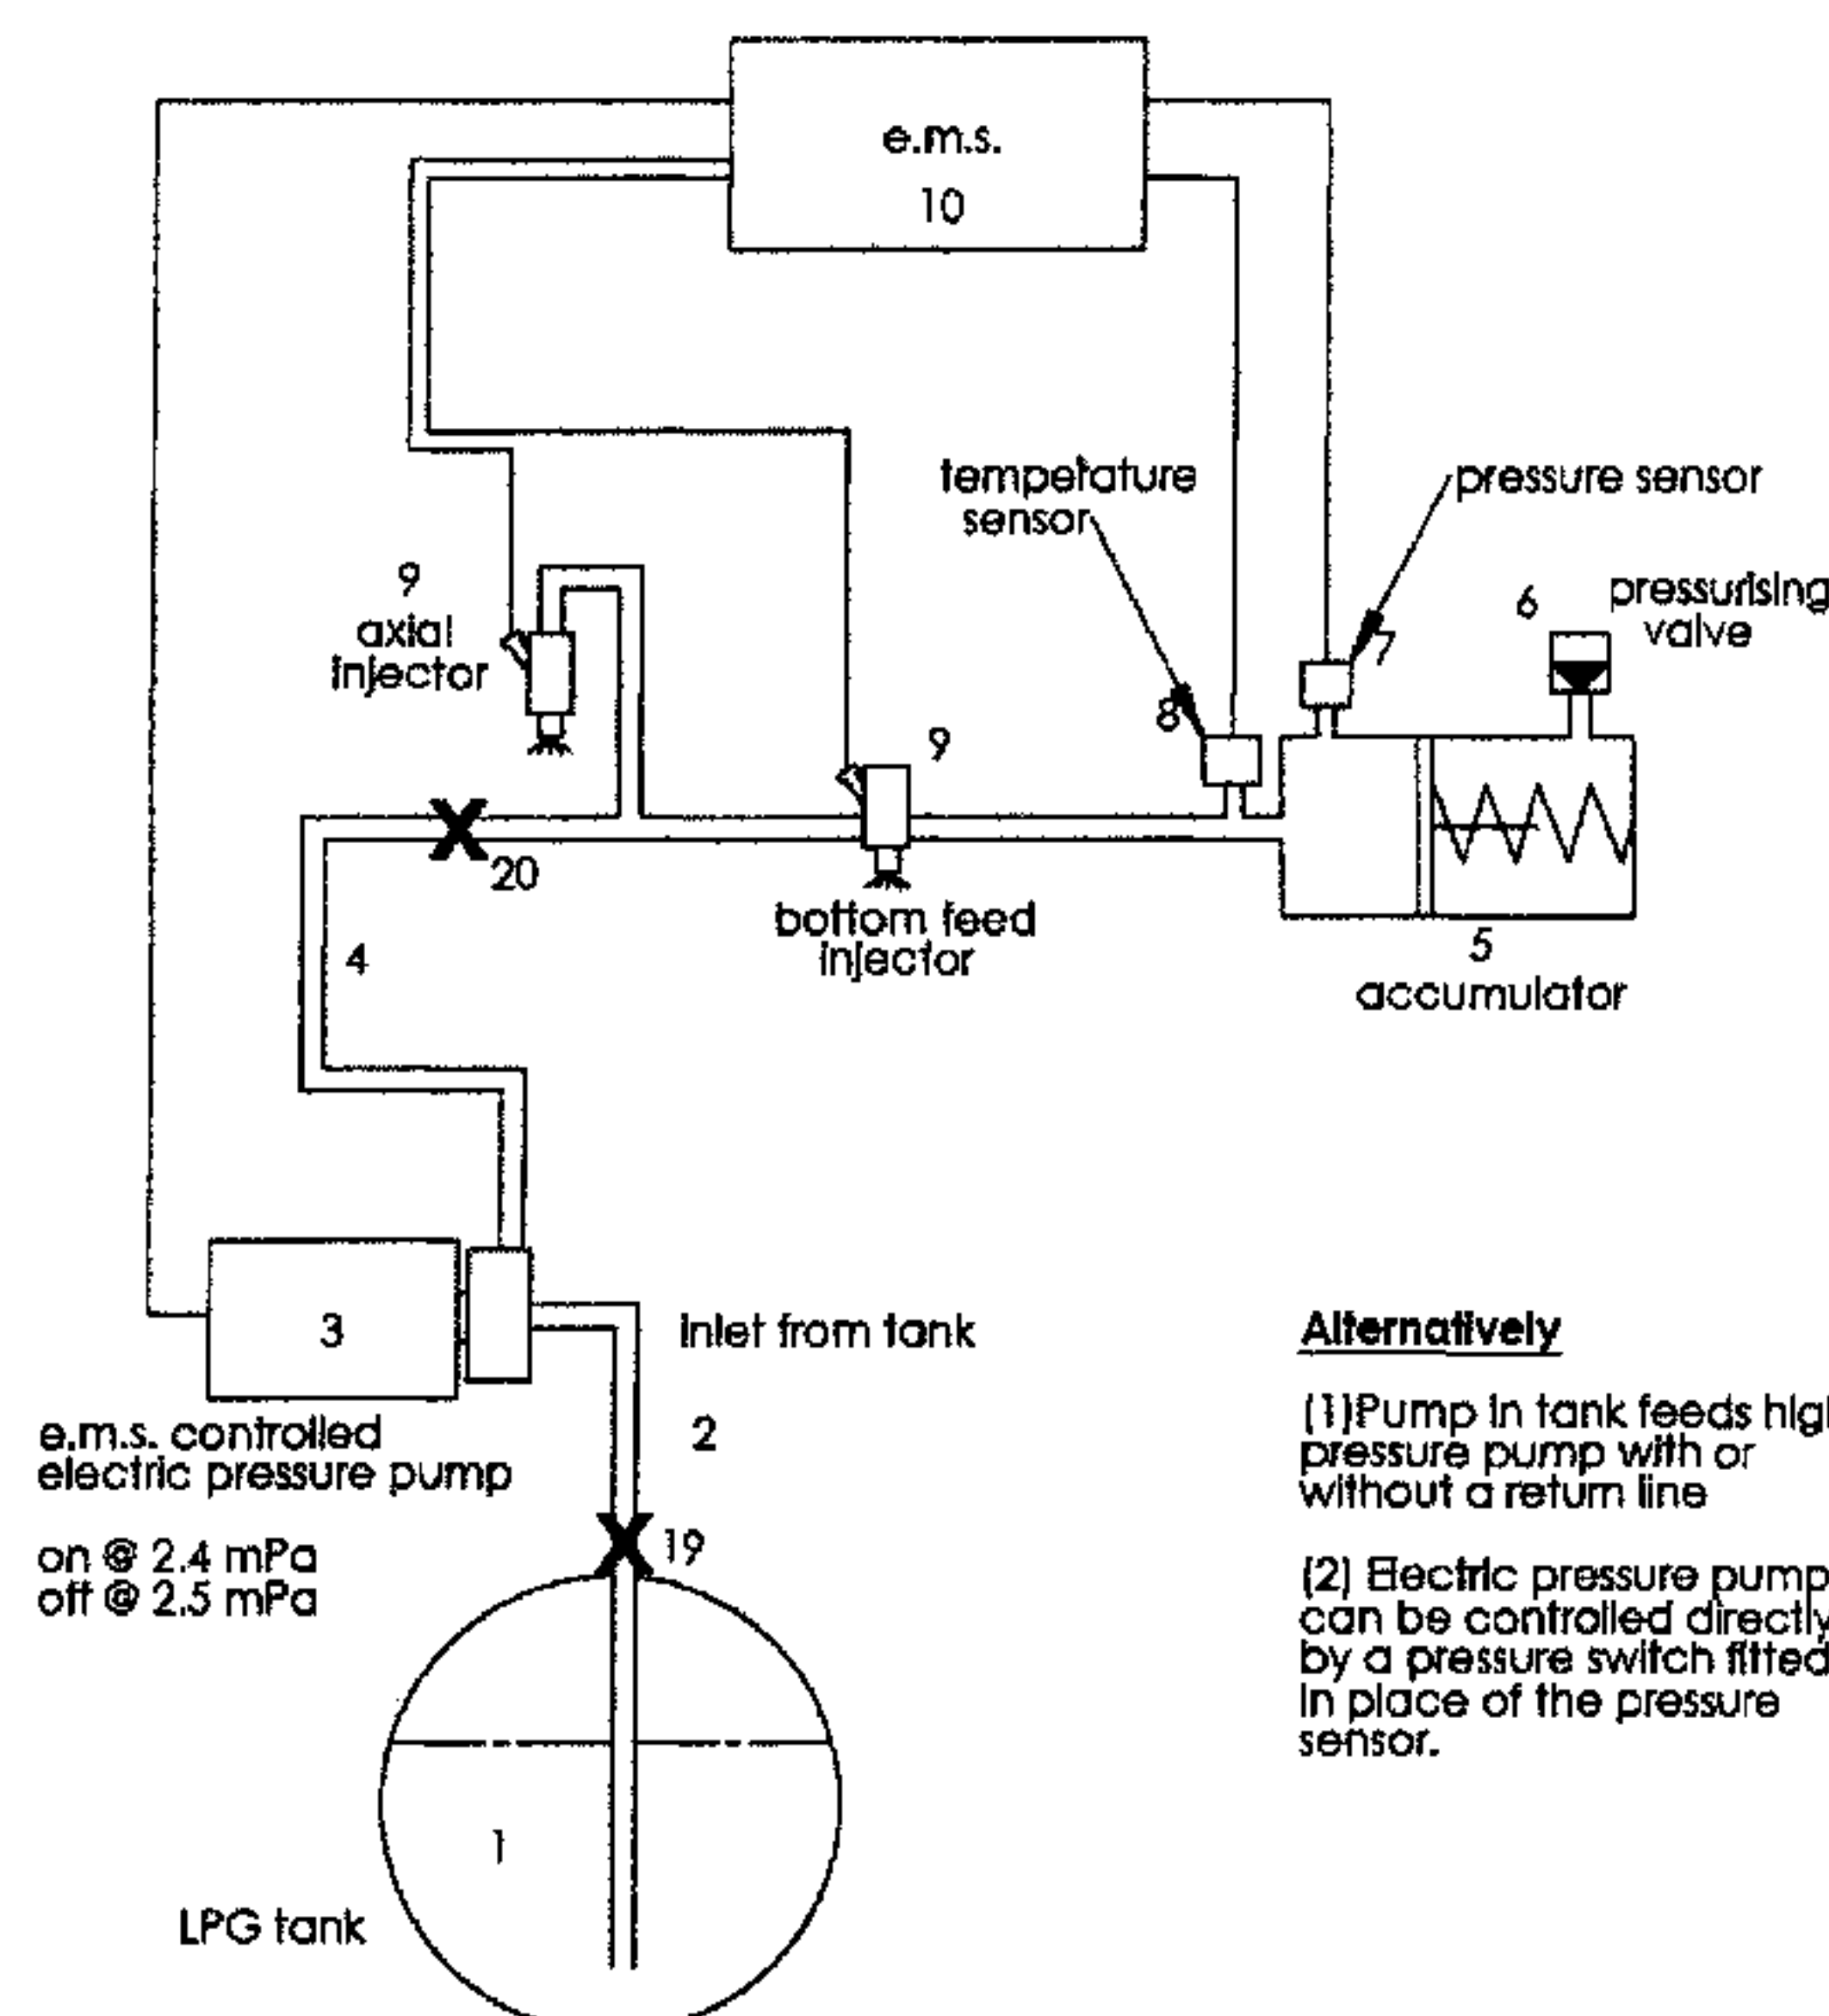 e.m.s.
10
tempetature
sensor
pressure sensor
9
axial
injector
6
pressurising
valve
7
8
9
20
bottom feed
injector
4
5
accumulator
3
inlet from tank
2
e.m.s. controlled
electric pressure pump
on @ 2.4 mPa
off @ 2.5 mPa
19
1
LPG tank
Alternatively
(1)Pump in tank feeds
pressure pump with or
without a return line
(2) Electric pressure pump
can be controlled directly
by a pressure switch fitted
in place of the pressure
sensor.